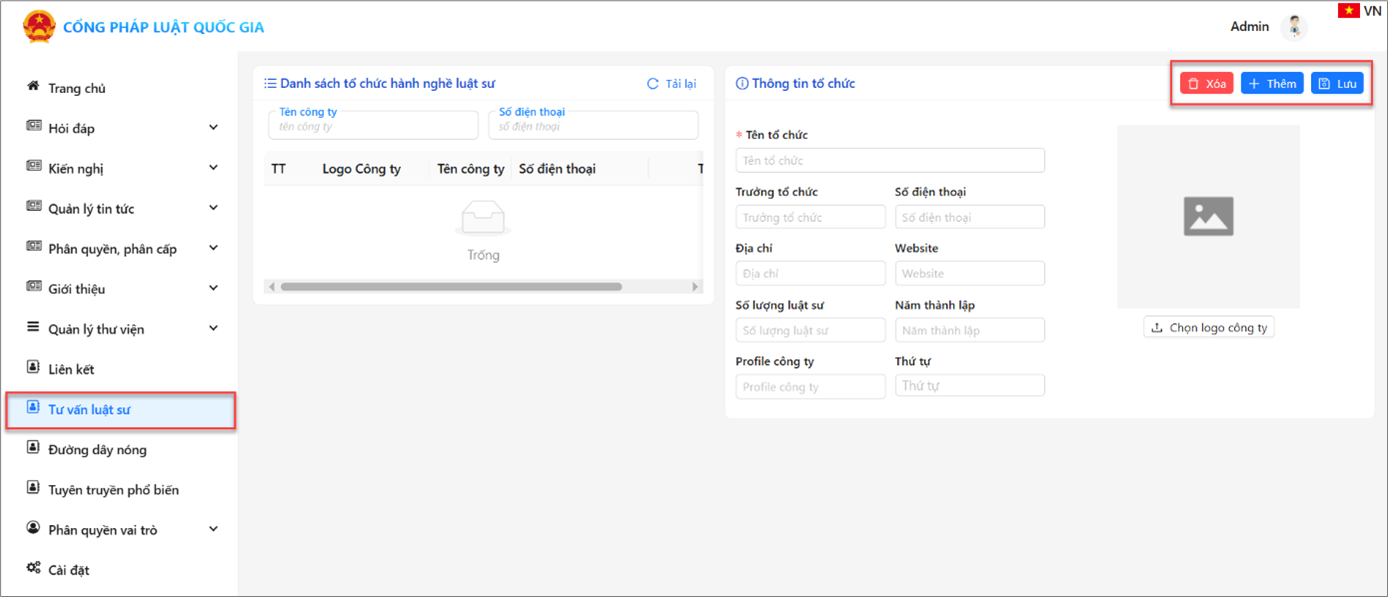 VN
CỔNG PHÁP LUẬT QUỐC GIA
Admin
Trang chủ
Hỏi đáp
Kiến nghị
Quản lý tin tức
Phân quyền, phân cấp
Giới thiệu
Quản lý thư viện
Liên kết
Tư vấn luật sư
Đường dây nóng
Tuyên truyền phổ biến
Phân quyền vai trò
Cài đặt
Danh sách tổ chức hành nghề luật sư
Tải lại
Tên công ty
tên công ty
Số điện thoại
số điện thoại
TT Logo Công ty Tên công ty Số điện thoại T
Trống
Thông tin tổ chức
Xóa
Thêm
Lưu
* Tên tổ chức
Tên tổ chức
Trưởng tổ chức Số điện thoại
Trưởng tổ chức Số điện thoại
Địa chỉ Website
Địa chỉ Website
Số lượng luật sư Năm thành lập
Số lượng luật sư Năm thành lập
Profile công ty Thứ tự
Profile công ty Thứ tự
Chọn logo công ty